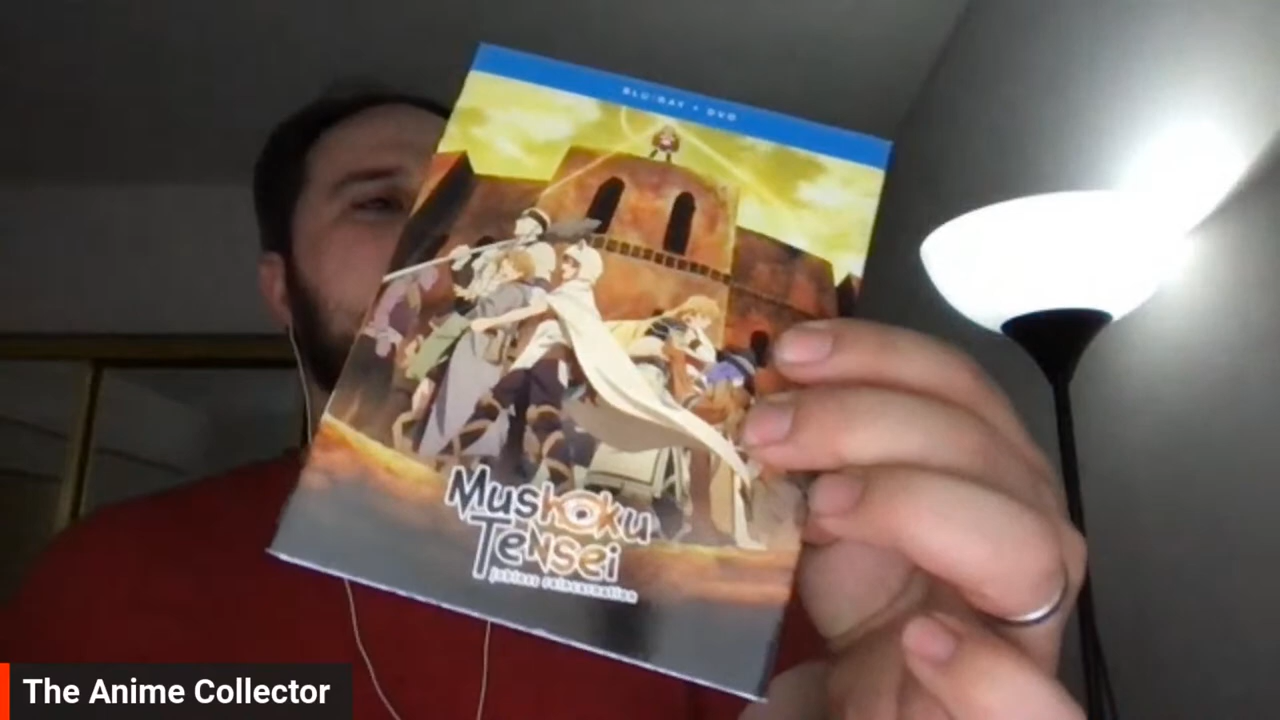 BLU-RAY + DVD
MUSHOKU
TENSEI
jobless reincarnation
The Anime Collector